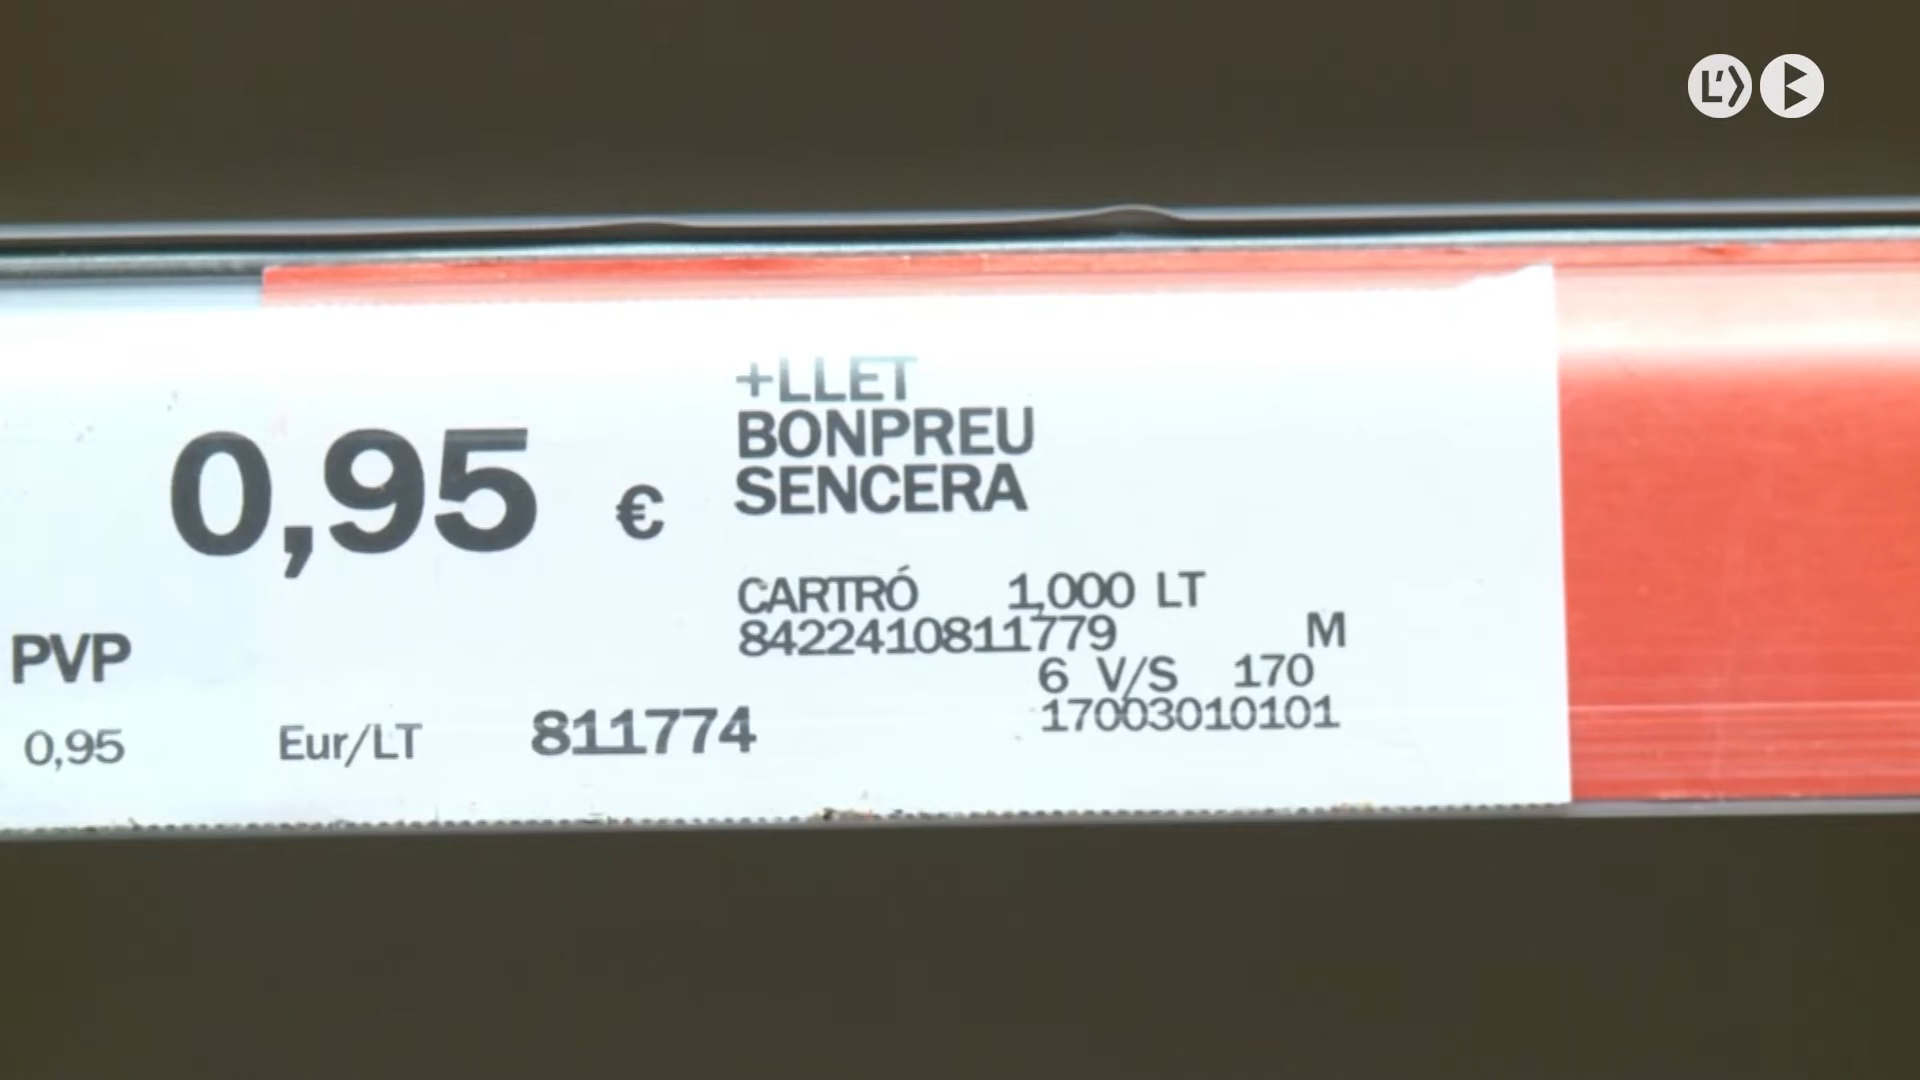 L'
+LLET
BONPREU
SENCERA
0,95 €
CARTRÓ 1,000 LT
8422410811779 M
PVP
6 V/S 170
0,95 Eur/LT 811774 17003010101